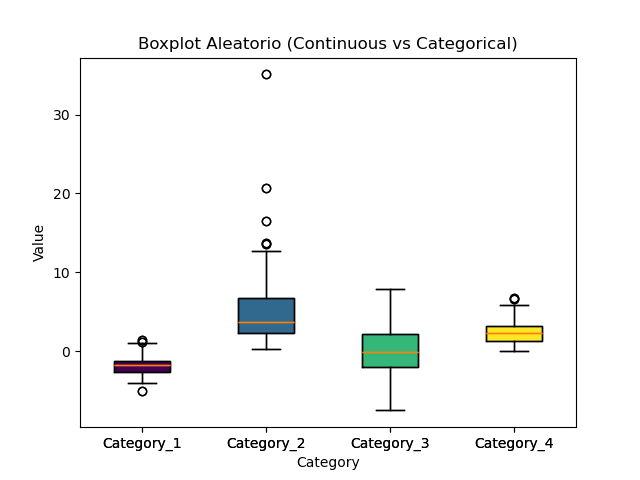 Boxplot Aleatorio (Continuous vs Categorical)
30
20
10
0
Value
Category_1 Category_2 Category_3 Category_4
Category